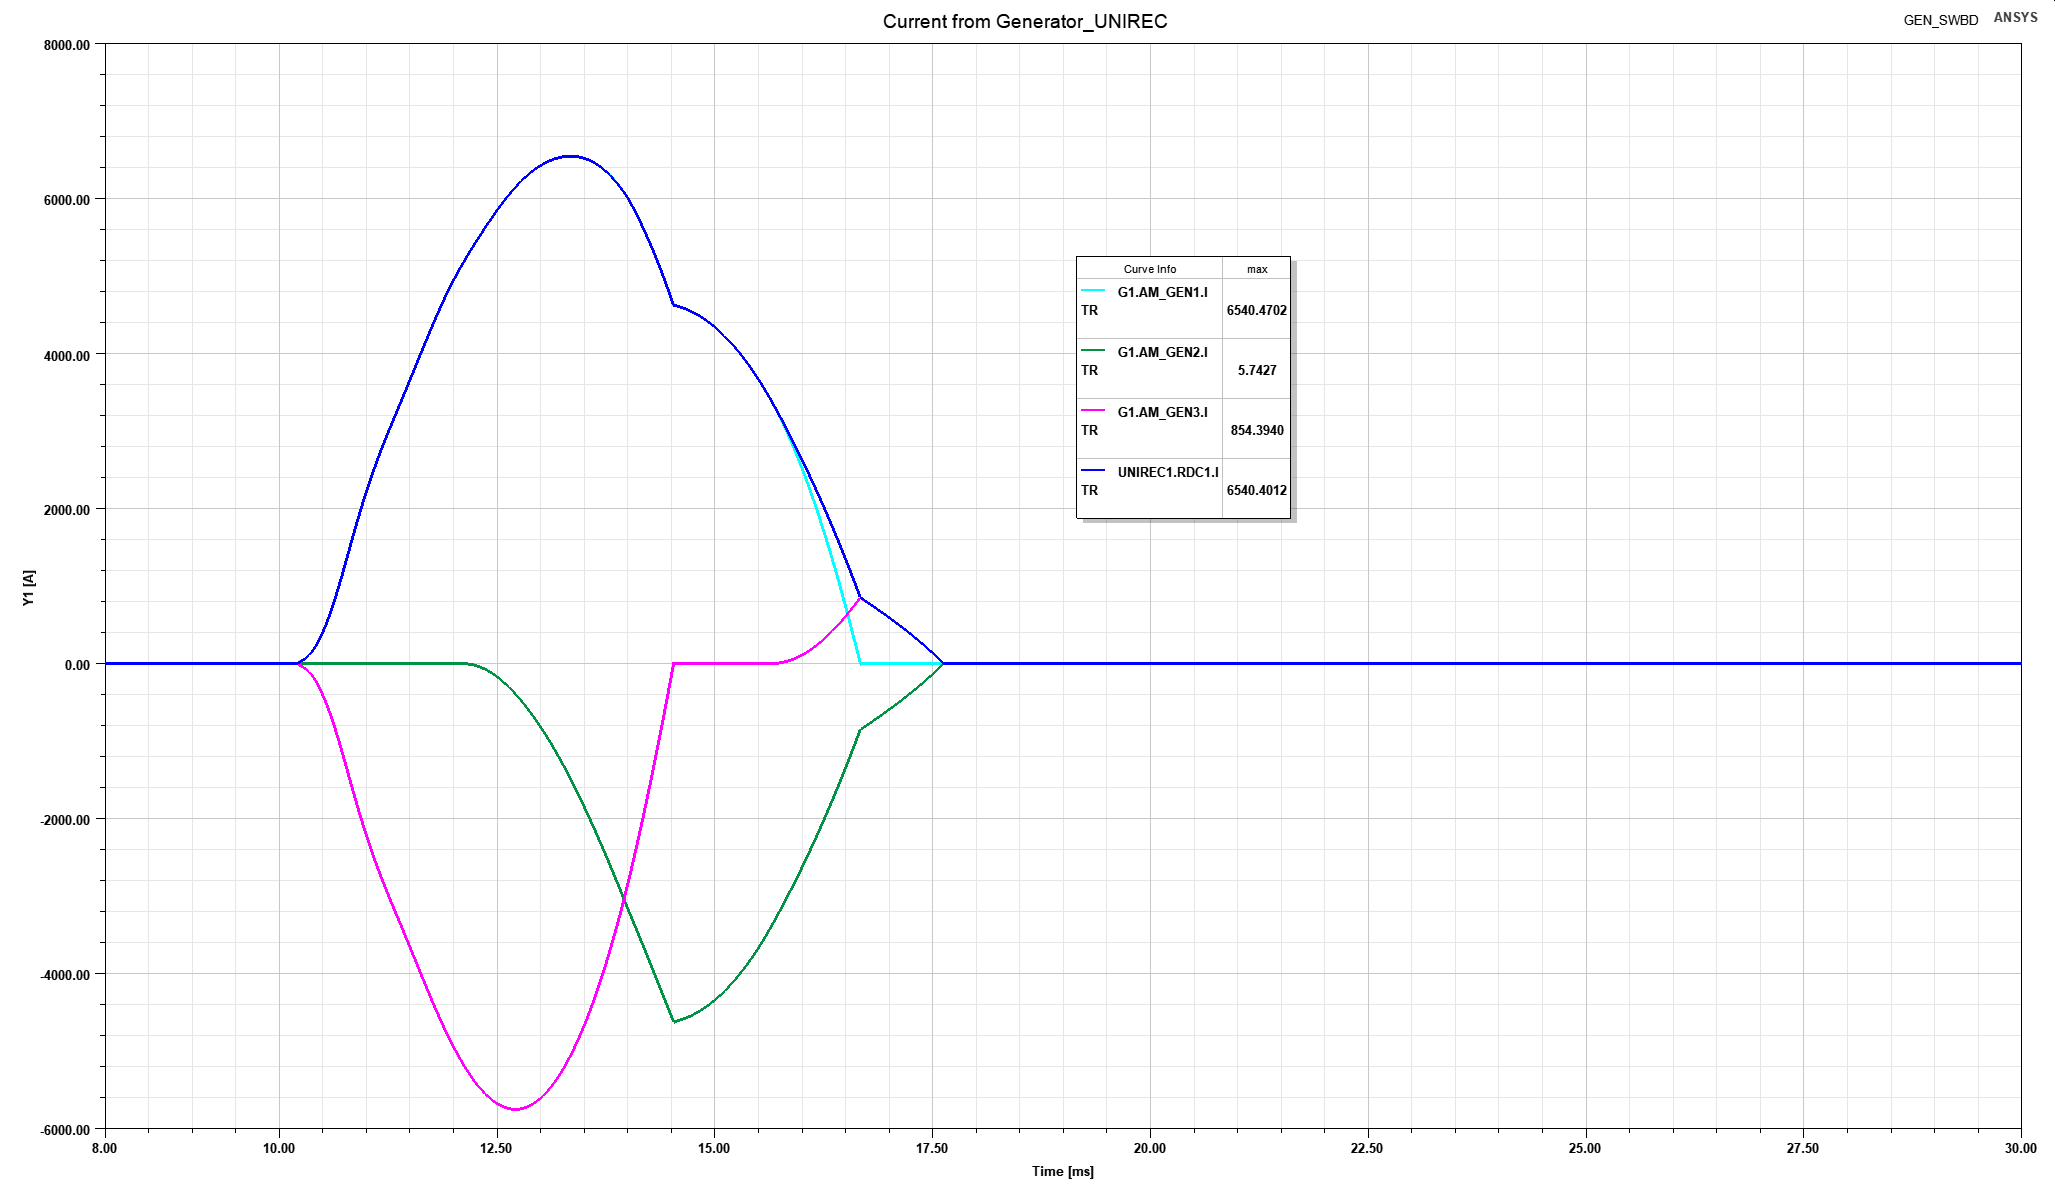 Current from Generator_UNIREC
GEN_SWBD
ANSYS
8000.00
6000.00
4000.00
2000.00
0.00
-2000.00
-4000.00
-6000.00
Y1 [A]
Curve Info max
G1.AM_GEN1.I
TR 6540.4702
G1.AM_GEN2.I
TR 5.7427
G1.AM_GEN3.I
TR 854.3940
UNIREC1.RDC1.I
TR 6540.4012
8.00 10.00 12.50 15.00 17.50 20.00 22.50 25.00 27.50 30.00
Time [ms]